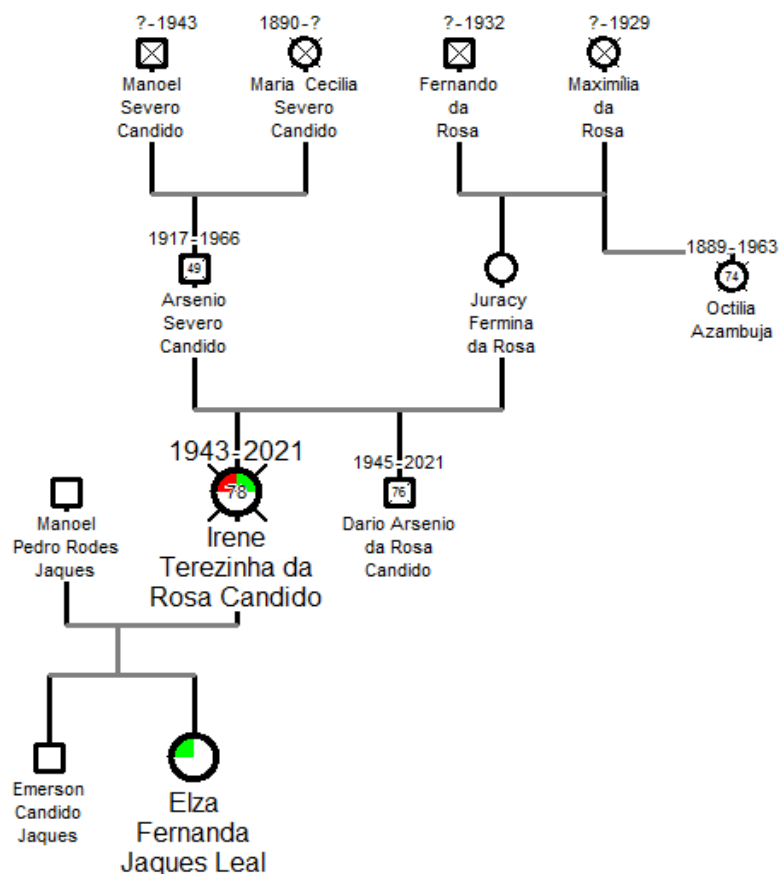 ?-1943
1890-?
?-1932
?-1929
Manoel
Severo
Candido
Maria Cecilia
Severo
Candido
Fernando
da
Rosa
Maximília
da
Rosa
1917-1966
49
Arsenio
Severo
Candido
Juracy
Fermina
da Rosa
1889-1963
74
Octilia
Azambuja
1943-2021
78
Irene
Terezinha da
Rosa Candido
1945-2021
76
Dario Arsenio
da Rosa
Candido
Manoel
Pedro Rodes
Jaques
Emerson
Candido
Jaques
Elza
Fernanda
Jaques Leal